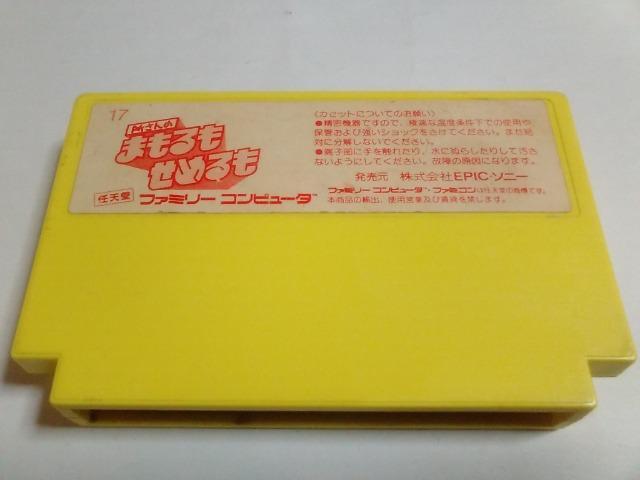 17
所さんの
まもるも
せめるも
任天堂 ファミリー コンピュータ™
(カセットについてのお願い)
●精密機器ですので、極端な温度条件下での使用や
保管および強いショックをさけてください。また絶
対に分解しないでください。
●端子部に手を触れたり、水にぬらしたりして汚さ
ないようにしてください。故障の原因になります。
発売元 株式会社EPIC・ソニー
ファミリー コンピュータ・ファミコンは任天堂の商標です。
本商品の輸出、使用営業及び賃貸を禁じます。